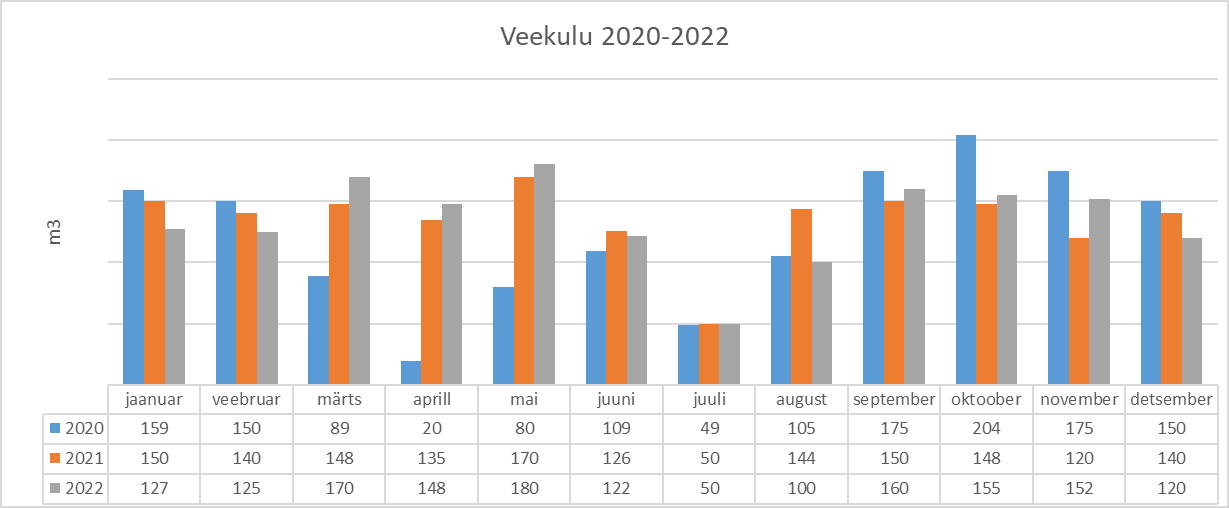 Veekulu 2020-2022
m3
jaanuar veebruar märts aprill mai juuni juuli august september oktoober november detsember
2020 159 150 89 20 80 109 49 105 175 204 175 150
2021 150 140 148 135 170 126 50 144 150 148 120 140
2022 127 125 170 148 180 122 50 100 160 155 152 120